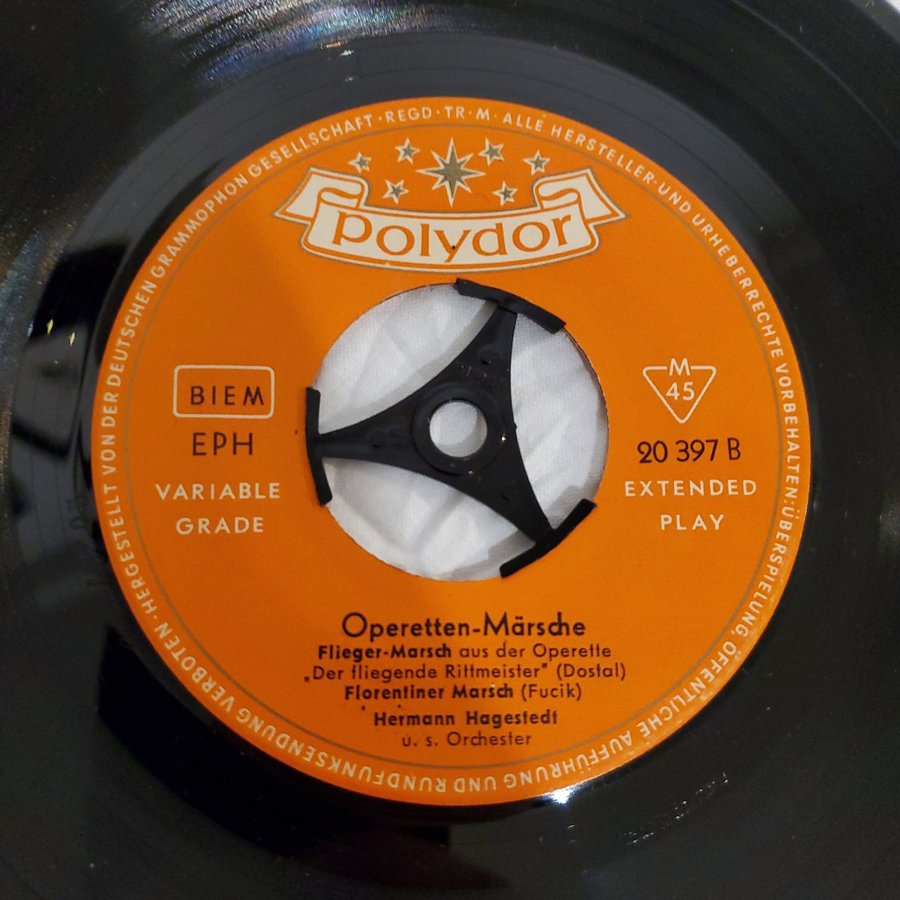 HERGESTELLT VON DER DEUTSCHEN GRAMMOPHON GESELLSCHAFT · REGD · TR · M · ALLE HERSTELLER- UND URHEBERRECHTE VORBEHALTEN: ÜBERSPIELUNG, ÖFFENTLICHE AUFFÜHRUNG UND RUNDFUNKSENDUNG VERBOTEN ·
polydor
BIEM
EPH
VARIABLE
GRADE
M
45
20 397 B
EXTENDED
PLAY
Operetten-Märsche
Flieger-Marsch aus der Operette
„Der fliegende Rittmeister" (Dostal)
Florentiner Marsch (Fucik)
Hermann Hagestedt
u. s. Orchester